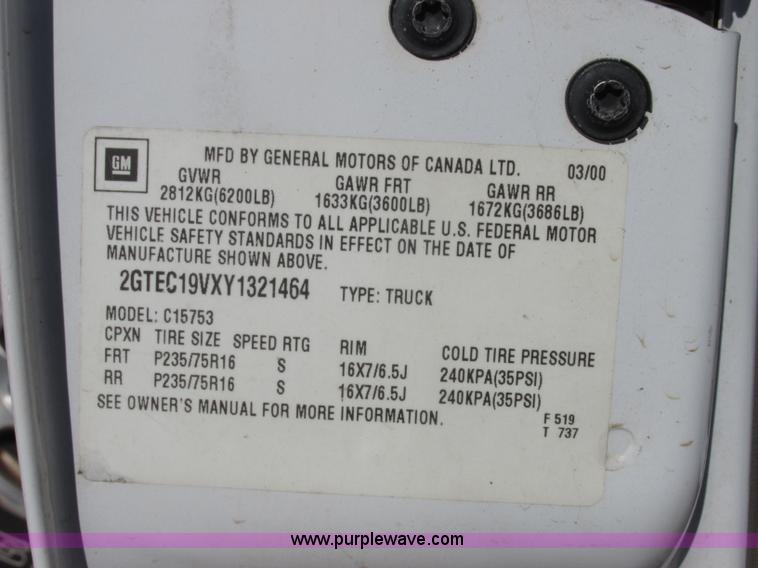 GM
MFD BY GENERAL MOTORS OF CANADA LTD. 03/00
GVWR GAWR FRT GAWR RR
2812KG(6200LB) 1633KG(3600LB) 1672KG(3686LB)
THIS VEHICLE CONFORMS TO ALL APPLICABLE U.S. FEDERAL MOTOR
VEHICLE SAFETY STANDARDS IN EFFECT ON THE DATE OF
MANUFACTURE SHOWN ABOVE.
2GTEC19VXY1321464 TYPE: TRUCK
MODEL: C15753
CPXN TIRE SIZE SPEED RTG RIM COLD TIRE PRESSURE
FRT P235/75R16 S 16X7/6.5J 240KPA(35PSI)
RR P235/75R16 S 16X7/6.5J 240KPA(35PSI)
SEE OWNER'S MANUAL FOR MORE INFORMATION. F 519
T 737
www.purplewave.com